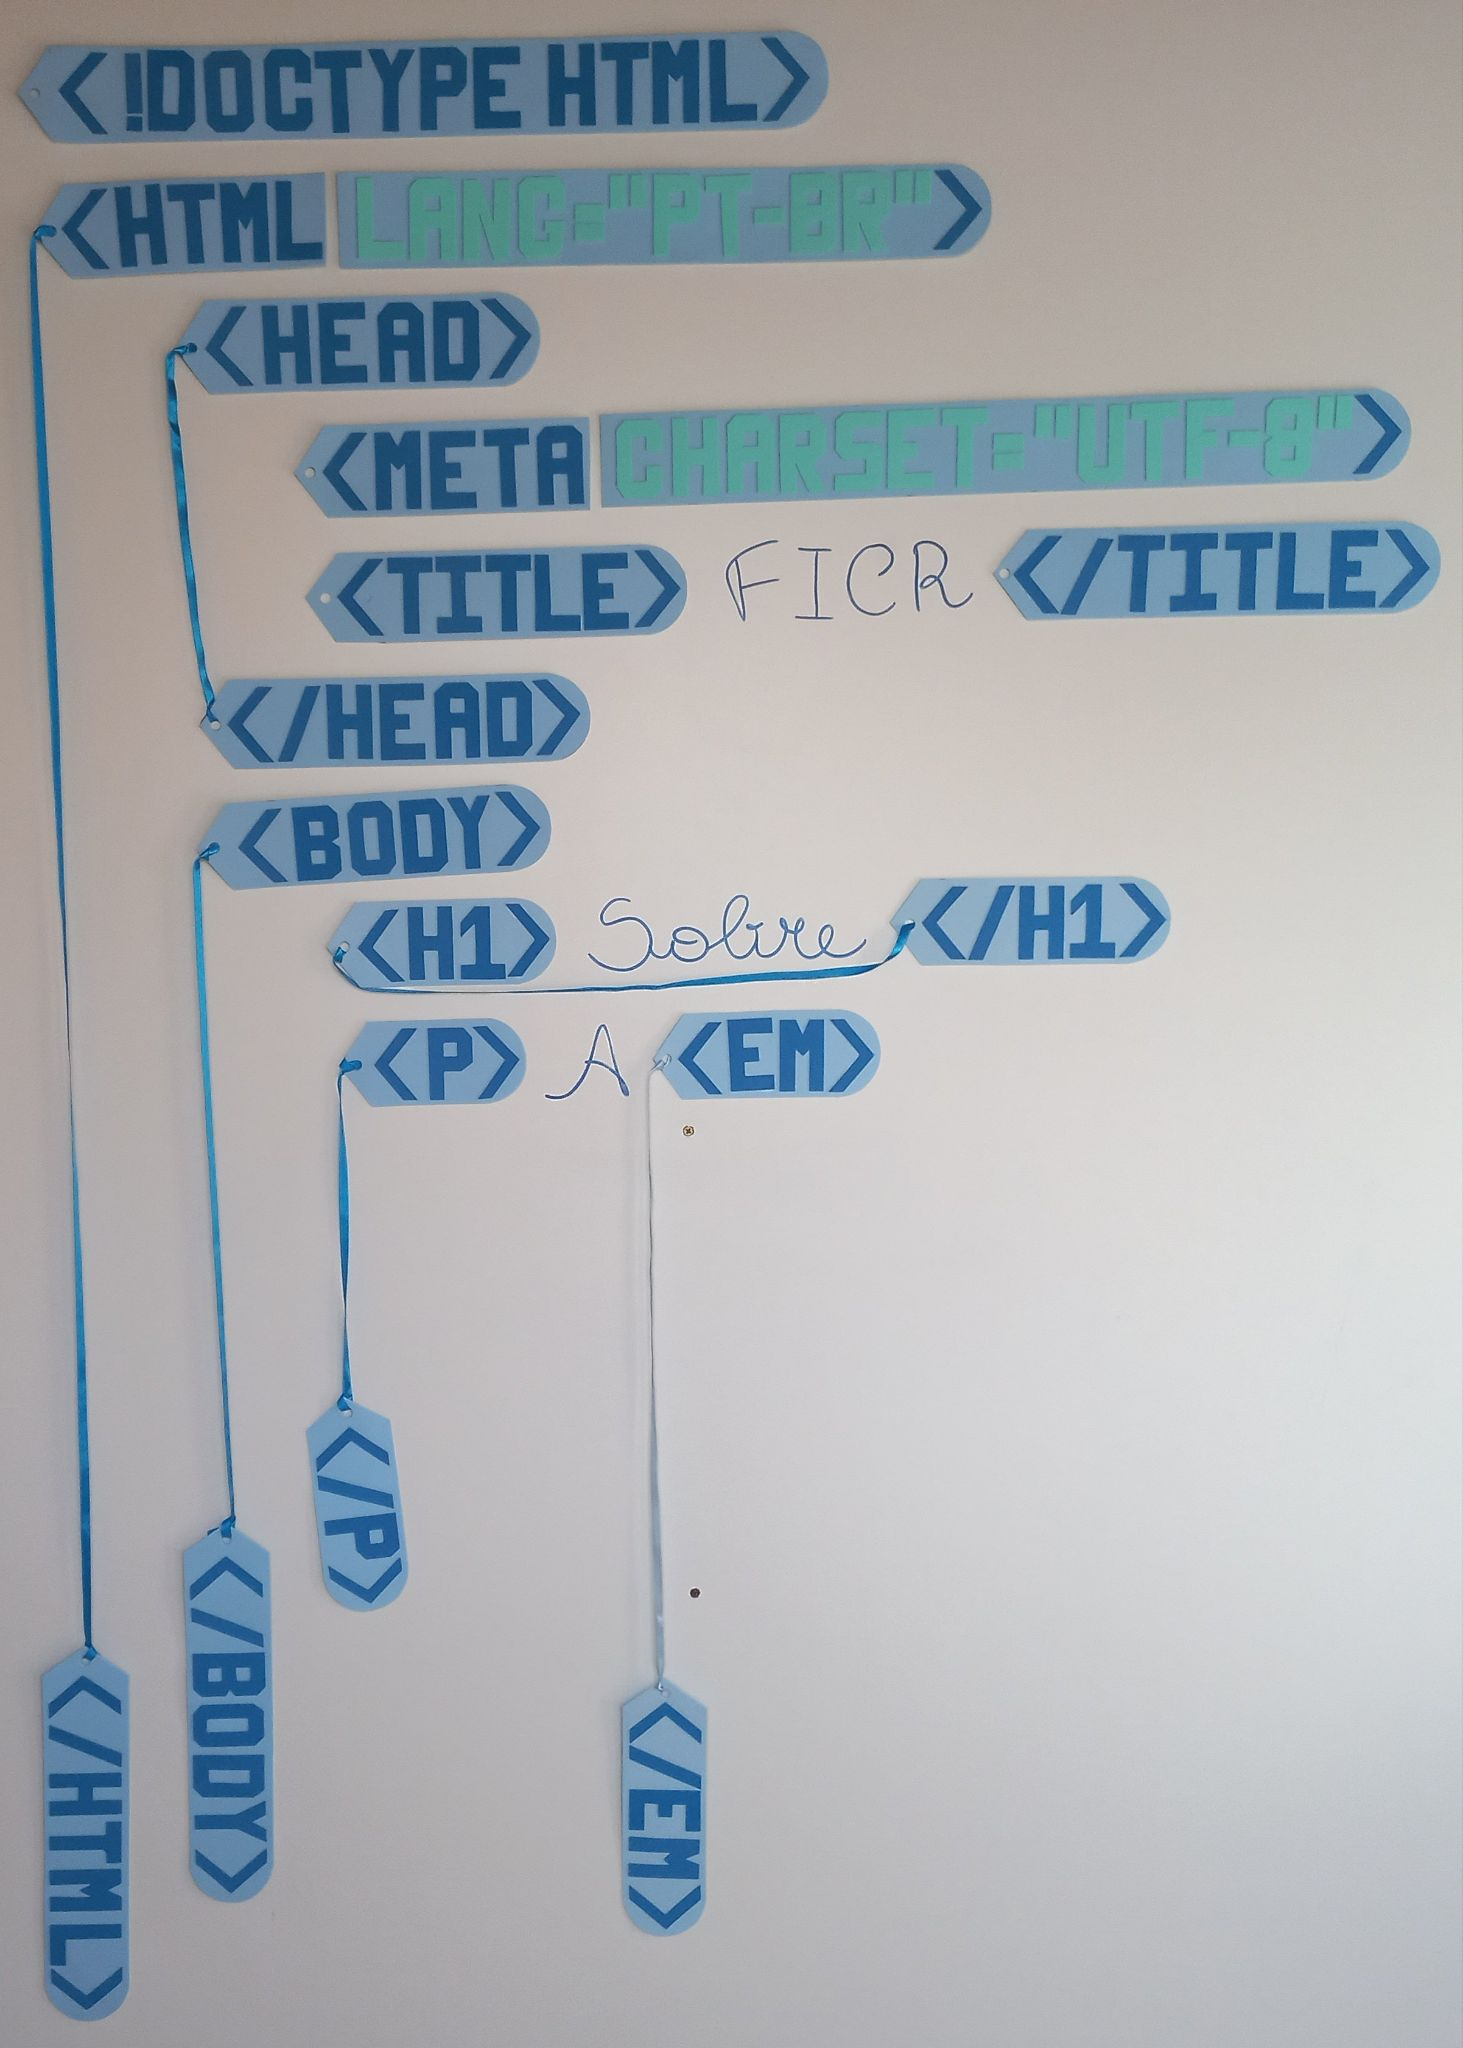 <!DOCTYPE HTML>
<HTML LANG="PT-BR">
<HEAD>
<META CHARSET="UTF-8">
<TITLE> FICR </TITLE>
</HEAD>
<BODY>
<H1> Sobre </H1>
<P> A <EM>
</P>
</BODY>
</HTML>
</EM>